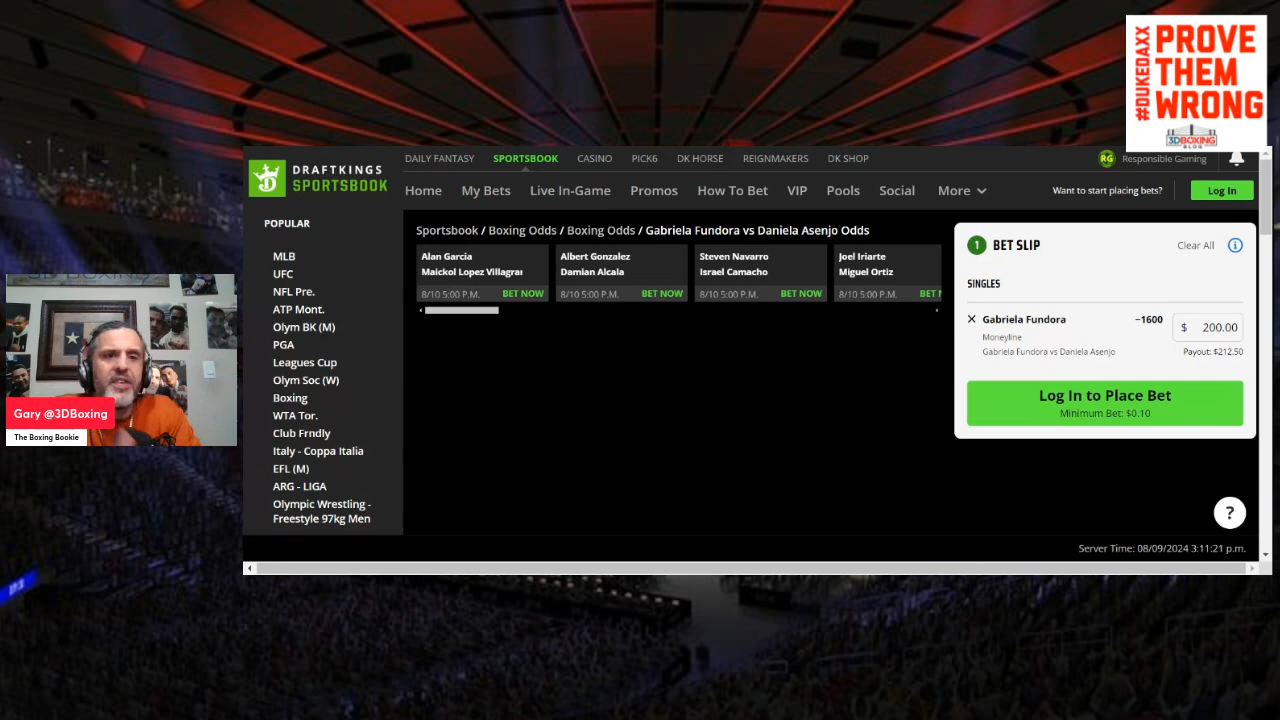 #DUKEDAXX
PROVE
THEM
WRONG
3DBOXING
BLOG
DRAFTKINGS
SPORTSBOOK
DAILY FANTASY SPORTSBOOK CASINO PICK6 DK HORSE REIGNMAKERS DK SHOP
RG Responsible Gaming
Home My Bets Live In-Game Promos How To Bet VIP Pools Social More
Want to start placing bets? Log In
POPULAR
MLB
UFC
NFL Pre.
ATP Mont.
Olym BK (M)
PGA
Leagues Cup
Olym Soc (W)
Boxing
WTA Tor.
Club Frndly
Italy - Coppa Italia
EFL (M)
ARG - LIGA
Olympic Wrestling -
Freestyle 97kg Men
Sportsbook / Boxing Odds / Boxing Odds / Gabriela Fundora vs Daniela Asenjo Odds
Alan Garcia
Maickol Lopez Villagrar
8/10 5:00 P.M. BET NOW
Albert Gonzalez
Damian Alcala
8/10 5:00 P.M. BET NOW
Steven Navarro
Israel Camacho
8/10 5:00 P.M. BET NOW
Joel Iriarte
Miguel Ortiz
8/10 5:00 P.M. BET N
1 BET SLIP Clear All
SINGLES
Gabriela Fundora −1600 $ 200.00
Moneyline
Gabriela Fundora vs Daniela Asenjo Payout: $212.50
Log In to Place Bet
Minimum Bet: $0.10
?
Server Time: 08/09/2024 3:11:21 p.m.
3D BOXING
Gary @3DBoxing
The Boxing Bookie